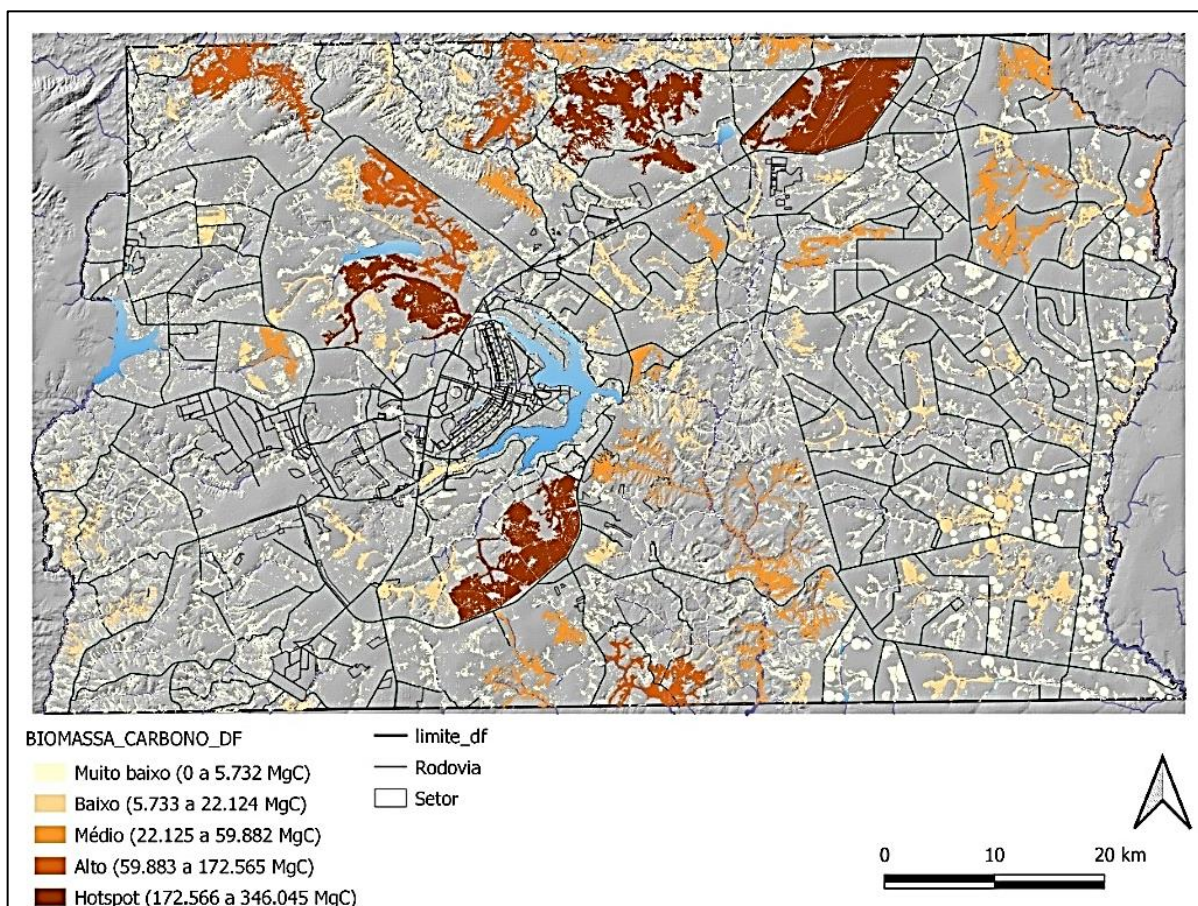 BIOMASSA_CARBONO_DF
Muito baixo (0 a 5.732 MgC)
Baixo (5.733 a 22.124 MgC)
Médio (22.125 a 59.882 MgC)
Alto (59.883 a 172.565 MgC)
Hotspot (172.566 a 346.045 MgC)
limite_df
Rodovia
Setor
0 10 20 km